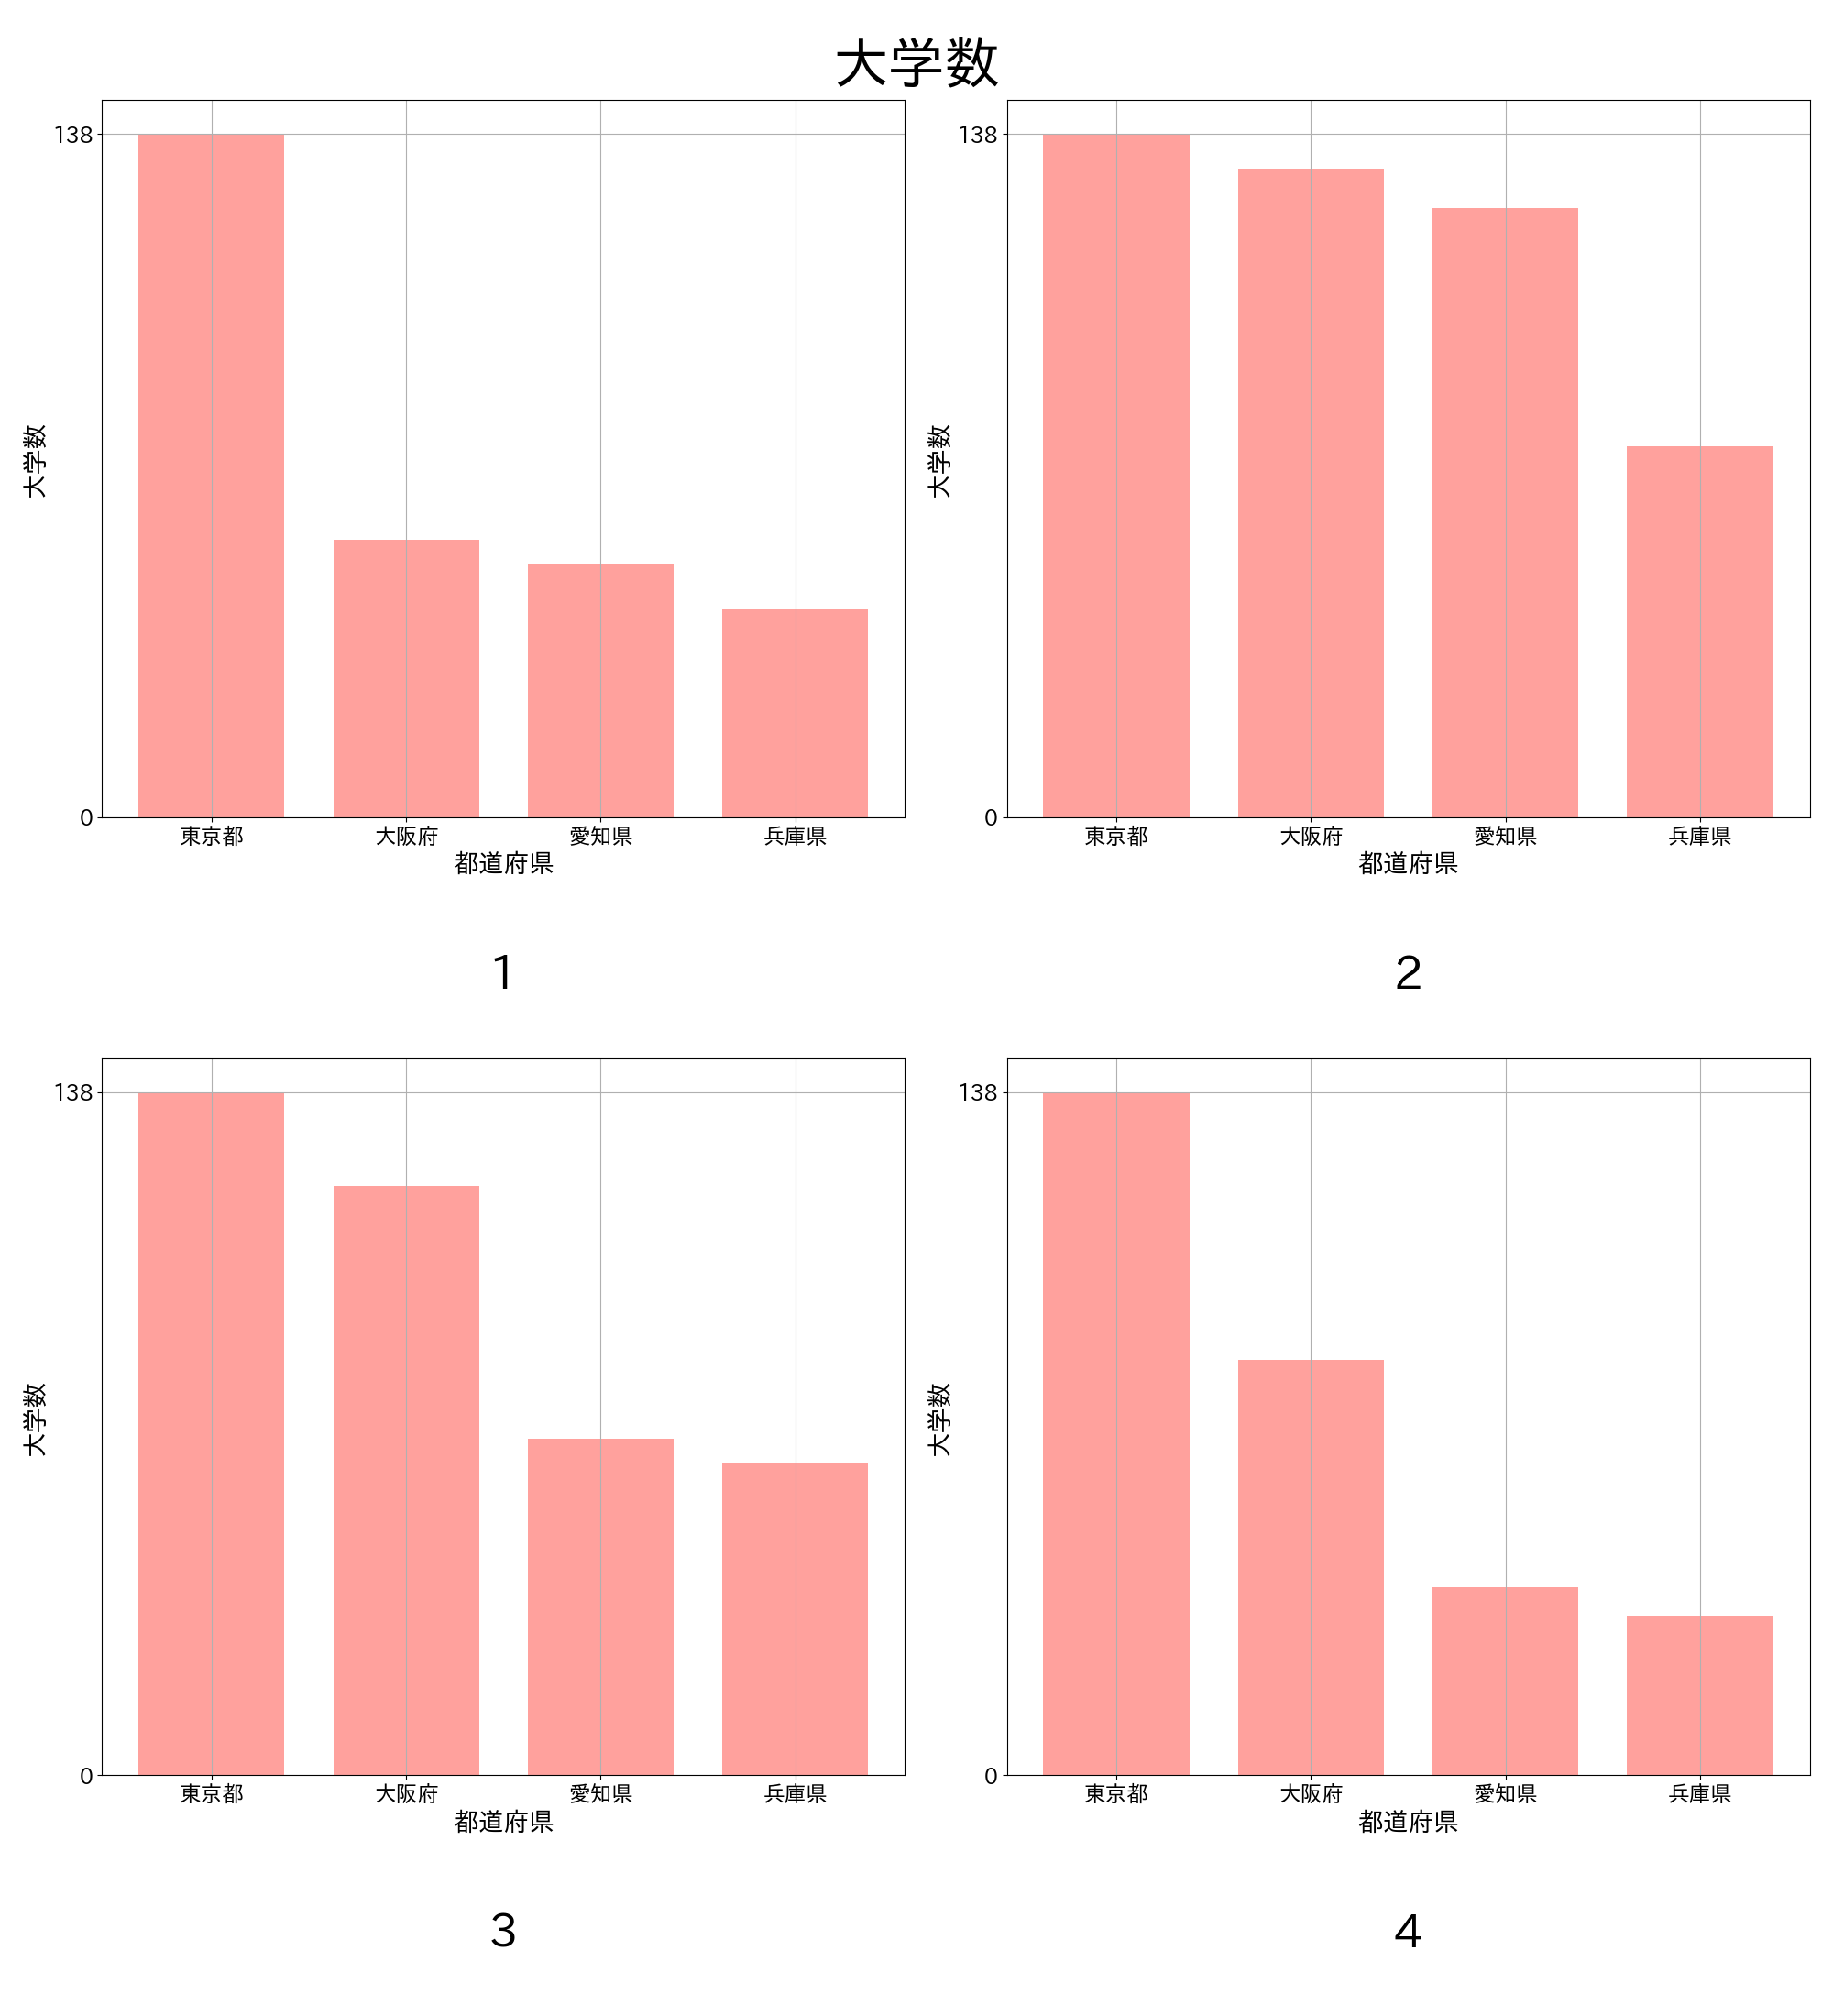 大学数
138
0
大学数
東京都 大阪府 愛知県 兵庫県
都道府県
1
138
0
大学数
東京都 大阪府 愛知県 兵庫県
都道府県
2
138
0
大学数
東京都 大阪府 愛知県 兵庫県
都道府県
3
138
0
大学数
東京都 大阪府 愛知県 兵庫県
都道府県
4